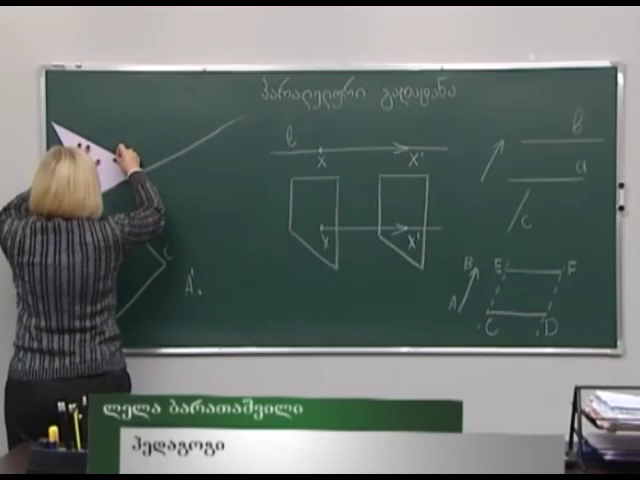 პარალელური გადატანა
l
X X'
X X'
b
a
c
B E F
A C D
C
A'.
ლელა ბარათაშვილი
პედაგოგი